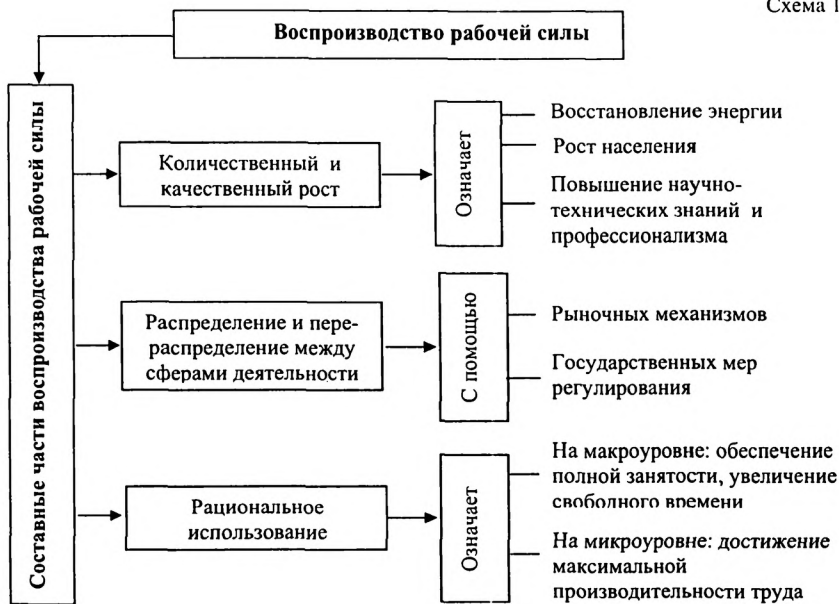 Схема 1
Воспроизводство рабочей силы
Составные части воспроизводства рабочей силы
Количественный и
качественный рост
Означает
Восстановление энергии
Рост населения
Повышение научно-
технических знаний и
профессионализма
Распределение и пере-
распределение между
сферами деятельности
С помощью
Рыночных механизмов
Государственных мер
регулирования
Рациональное
использование
Означает
На макроуровне: обеспечение
полной занятости, увеличение
свободного времени
На микроуровне: достижение
максимальной
производительности труда